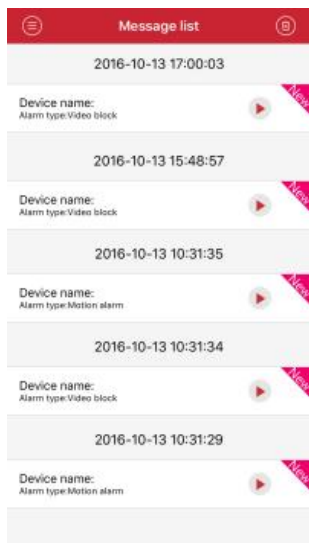 Message list
2016-10-13 17:00:03
New
Device name:
Alarm type:Video block
2016-10-13 15:48:57
New
Device name:
Alarm type:Video block
2016-10-13 10:31:35
New
Device name:
Alarm type:Motion alarm
2016-10-13 10:31:34
New
Device name:
Alarm type:Video block
2016-10-13 10:31:29
New
Device name:
Alarm type:Motion alarm